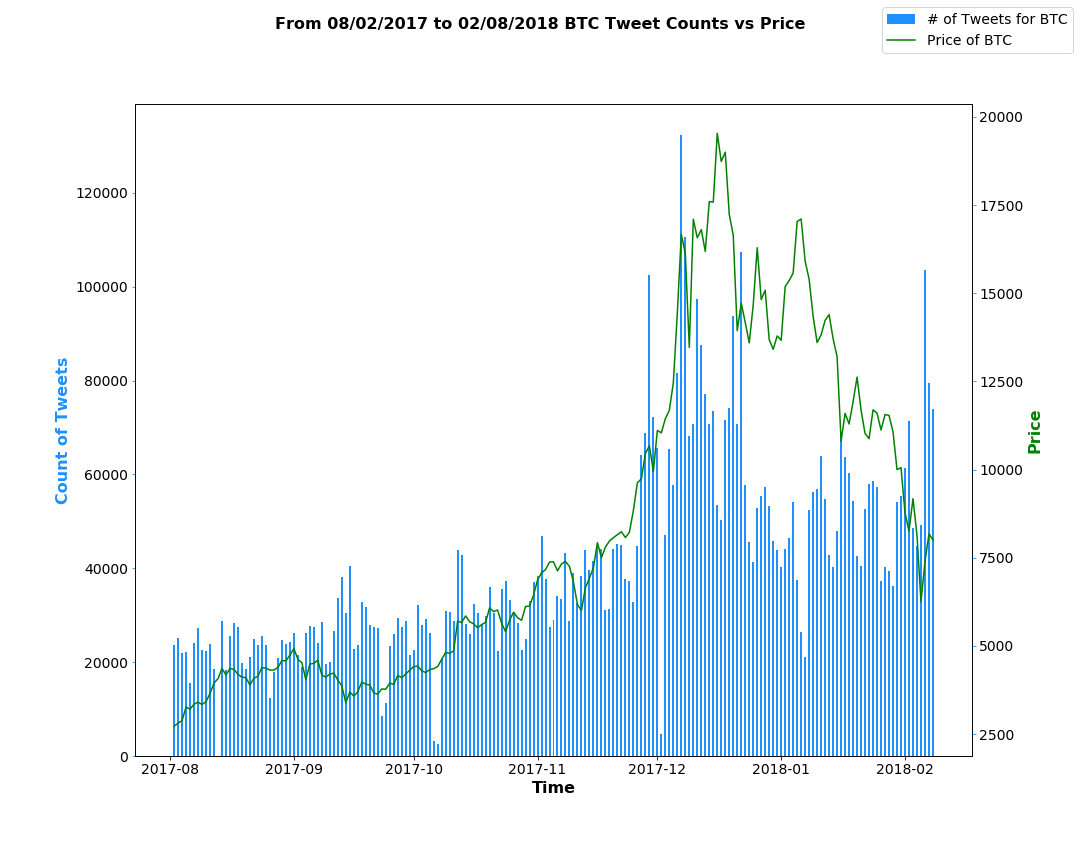 From 08/02/2017 to 02/08/2018 BTC Tweet Counts vs Price
# of Tweets for BTC
Price of BTC
Count of Tweets
120000
100000
80000
60000
40000
20000
0
20000
17500
15000
12500
10000
7500
5000
2500
Price
2017-08 2017-09 2017-10 2017-11 2017-12 2018-01 2018-02
Time